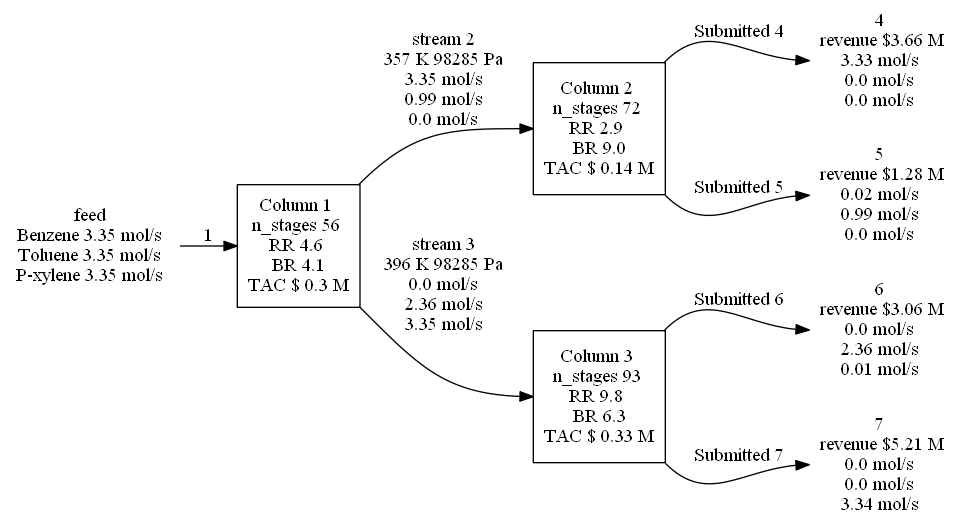 feed
Benzene 3.35 mol/s
Toluene 3.35 mol/s
P-xylene 3.35 mol/s
1
Column 1
n_stages 56
RR 4.6
BR 4.1
TAC $ 0.3 M
stream 2
357 K 98285 Pa
3.35 mol/s
0.99 mol/s
0.0 mol/s
stream 3
396 K 98285 Pa
0.0 mol/s
2.36 mol/s
3.35 mol/s
Column 2
n_stages 72
RR 2.9
BR 9.0
TAC $ 0.14 M
Column 3
n_stages 93
RR 9.8
BR 6.3
TAC $ 0.33 M
Submitted 4
4
revenue $3.66 M
3.33 mol/s
0.0 mol/s
0.0 mol/s
Submitted 5
5
revenue $1.28 M
0.02 mol/s
0.99 mol/s
0.0 mol/s
Submitted 6
6
revenue $3.06 M
0.0 mol/s
2.36 mol/s
0.01 mol/s
Submitted 7
7
revenue $5.21 M
0.0 mol/s
0.0 mol/s
3.34 mol/s